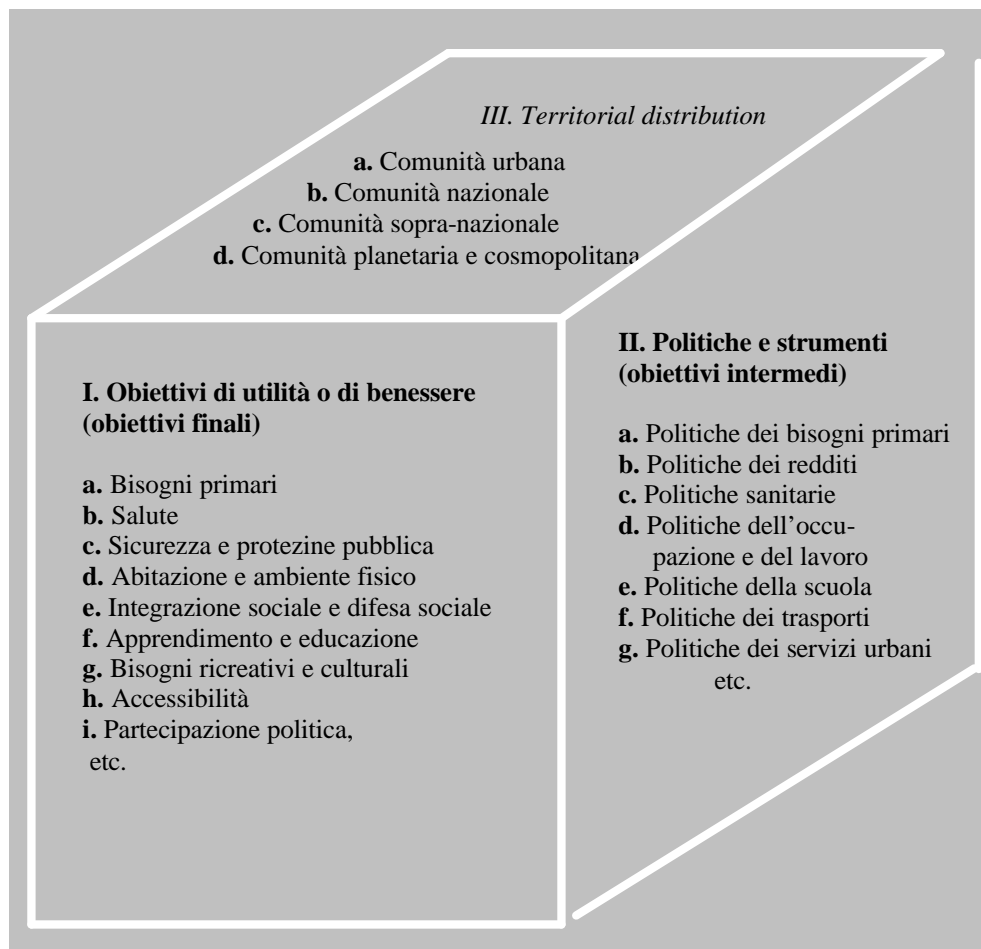 III. Territorial distribution
a. Comunità urbana
b. Comunità nazionale
c. Comunità sopra-nazionale
d. Comunità planetaria e cosmopolitana
I. Obiettivi di utilità o di benessere
(obiettivi finali)
a. Bisogni primari
b. Salute
c. Sicurezza e protezine pubblica
d. Abitazione e ambiente fisico
e. Integrazione sociale e difesa sociale
f. Apprendimento e educazione
g. Bisogni ricreativi e culturali
h. Accessibilità
i. Partecipazione politica,
etc.
II. Politiche e strumenti
(obiettivi intermedi)
a. Politiche dei bisogni primari
b. Politiche dei redditi
c. Politiche sanitarie
d. Politiche dell’occu-
pazione e del lavoro
e. Politiche della scuola
f. Politiche dei trasporti
g. Politiche dei servizi urbani
etc.